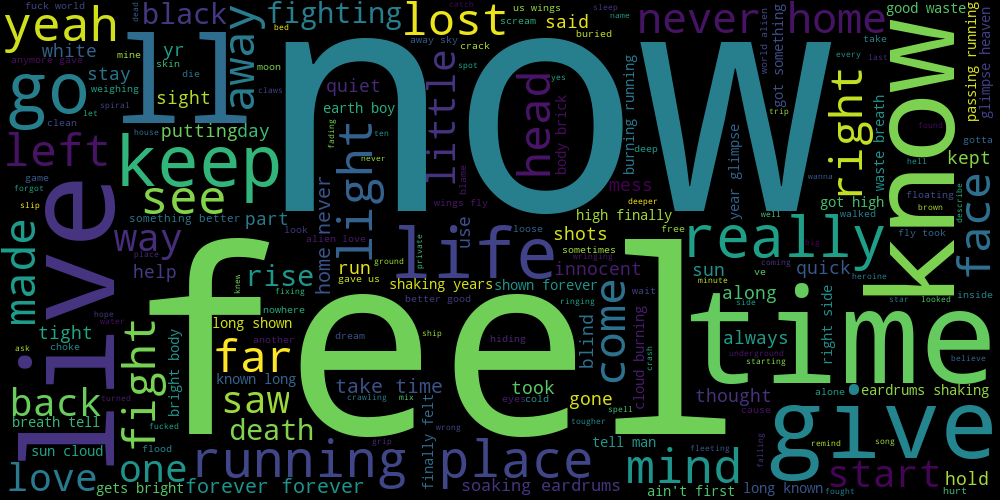 fuck world
yeah
dead
black
fighting
lost
scream
us wings
said
buried
sleep
name
never home
good waste
catch
white
mine
anymore gave
yr
skin
stay
weighing
go
ll
away
bed
moon
die
claws
sight
let
spiral
clean
puttingday
house
left
keep
game
forgot
slip
see
now
quiet
earth boy
light
fading
ten
never
little
away sky
crack
spot
head
yes
body brick
blame
wings fly
burning running
deep
mess
deeper
world alien
got something
every
take
last
trip
right
year glimpse
wanna
waste breath
gotta
passing running
glimpse heaven
found
hell
know
kept
got high
floating
brown
describe
walked
fly took
face
live
made
something better
part
way
place
help
look
alien love
home never
use
high finally
shots
sometimes
free
well
really
big
life
private
ground
gave us
run
rise
knew
fixing
nowhere
loose
wringing
innocent
shaking years
shown forever
better good
ringing
come
wait
sun
minute
ve
coming
quick
heroine
side
star
looked
inside
hope
water
tight
choke
ask
turned
back
breath tell
sun cloud
fight
bright body
fucked
flood
long shown
another
far
known long
saw
death
feel
dream
ship
hiding
take time
crawling
mix
took
eyes
cold
gone
spell
tougher
blind
cloud burning
crash
along
always
underground
starting
time
right side
believe
thought
cause
alone
eardrums shaking
give
love
one
gets bright
forever forever
running
grip
finally felt
wrong
place
soaking eardrums
tell man
mind
ain't first
fleeting
falling
long known
remind
song
fought
start
hold
hurt